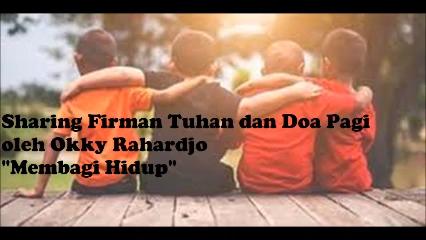 Sharing Firman Tuhan dan Doa Pagi
oleh Okky Rahardjo
"Membagi Hidup"